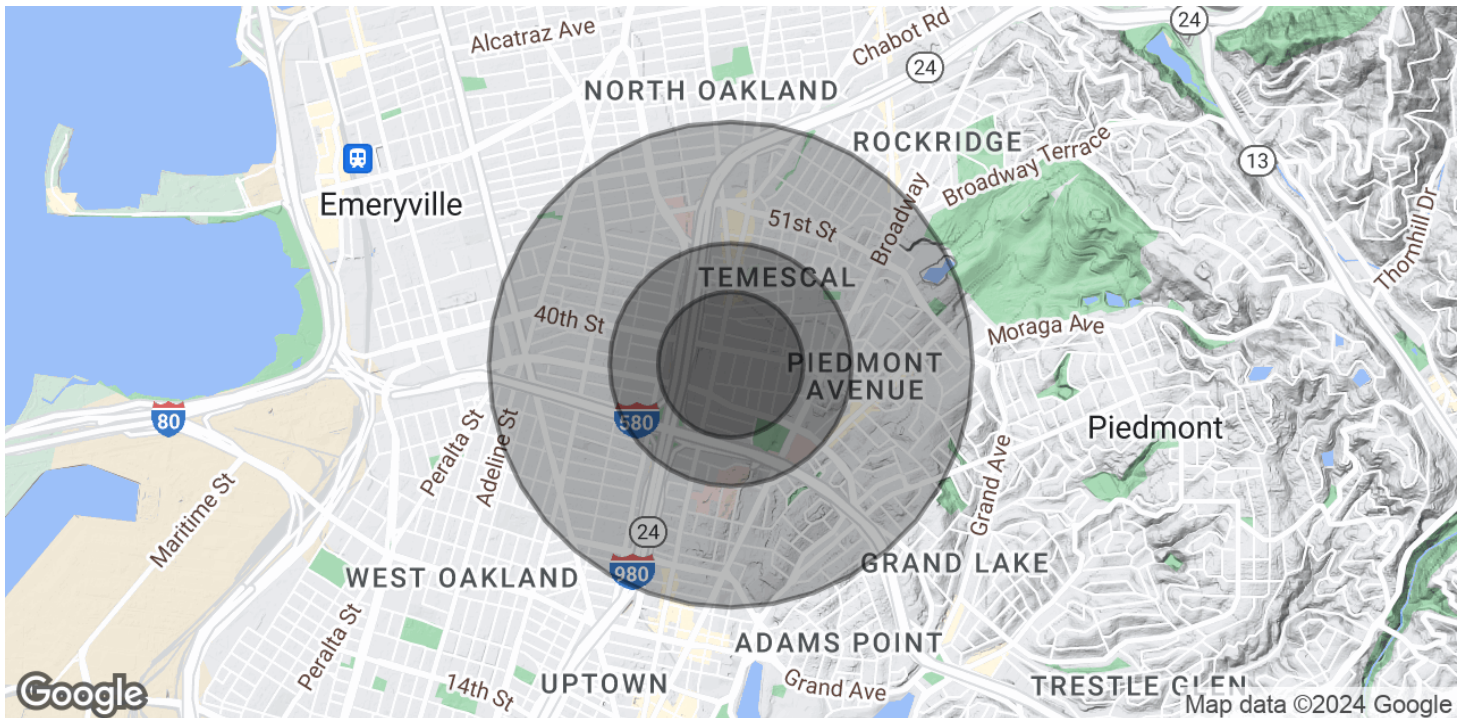 24
Alcatraz Ave
Chabot Rd
24
NORTH OAKLAND
ROCKRIDGE
Broadway Terrace
13
Emeryville
51st St
Broadway
Thornhill Dr
TEMESCAL
40th St
Moraga Ave
PIEDMONT
AVENUE
80
580
Piedmont
Peralta St
Adeline St
Grand Ave
Maritime St
24
GRAND LAKE
980
WEST OAKLAND
Peralta St
ADAMS POINT
14th St
UPTOWN
Grand Ave
TRESTLE GLEN
Google
Map data ©2024 Google